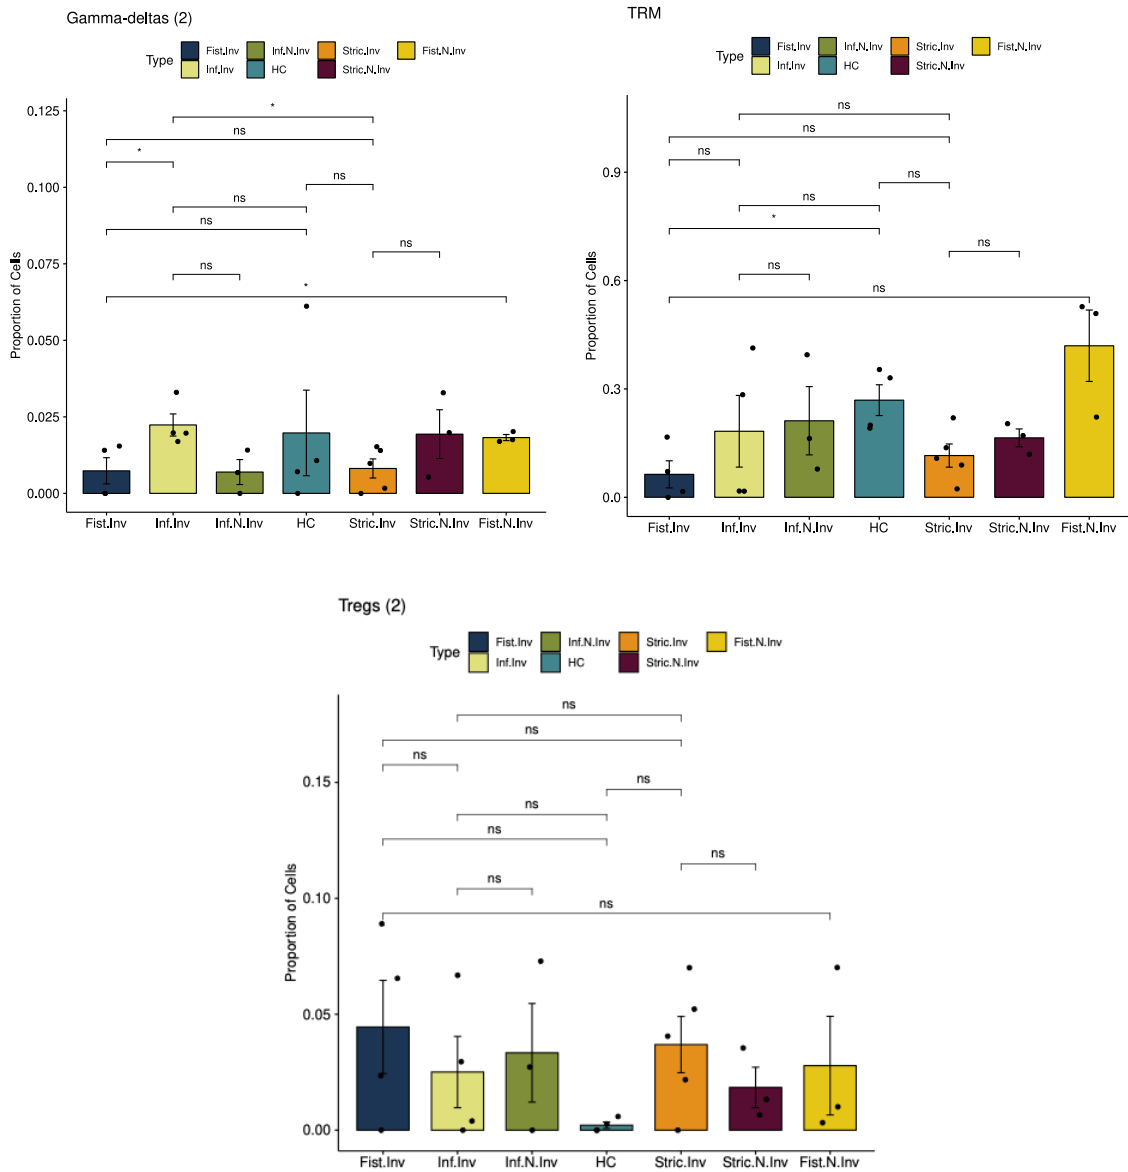 Gamma-deltas (2)
Type
Fist.Inv
Inf.N.Inv
Stric.Inv
Fist.N.Inv
Inf.Inv
HC
Stric.N.Inv
Proportion of Cells
0.125
0.100
0.075
0.050
0.025
0.000
*
ns
*
ns
ns
ns
ns
ns
*
Fist.Inv
Inf.Inv
Inf.N.Inv
HC
Stric.Inv
Stric.N.Inv
Fist.N.Inv
TRM
Type
Fist.Inv
Inf.N.Inv
Stric.Inv
Fist.N.Inv
Inf.Inv
HC
Stric.N.Inv
Proportion of Cells
0.9
0.6
0.3
0.0
ns
ns
ns
ns
ns
*
ns
ns
ns
Fist.Inv
Inf.Inv
Inf.N.Inv
HC
Stric.Inv
Stric.N.Inv
Fist.N.Inv
Tregs (2)
Type
Fist.Inv
Inf.N.Inv
Stric.Inv
Fist.N.Inv
Inf.Inv
HC
Stric.N.Inv
Proportion of Cells
0.15
0.10
0.05
0.00
ns
ns
ns
ns
ns
ns
ns
ns
ns
Fist.Inv
Inf.Inv
Inf.N.Inv
HC
Stric.Inv
Stric.N.Inv
Fist.N.Inv